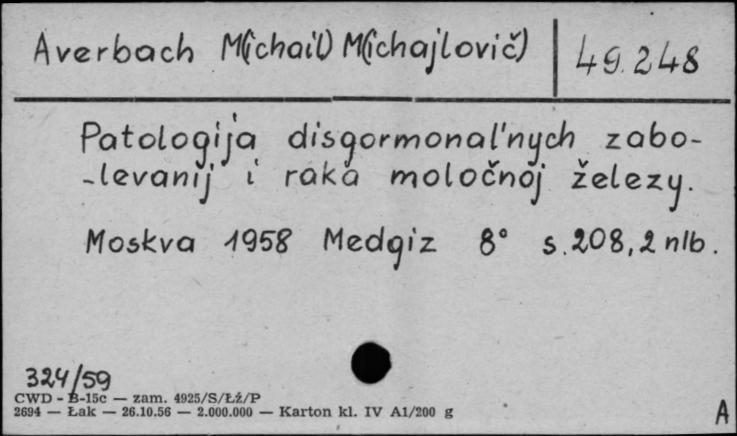 Averbach M(ichail) M(ichajlovič) 49.248
Patologija disgormonal'nych zabo-
-levanij i raka moločnoj železy.
Moskva 1958 Medgiz 8° s.208, 2 nlb.
324/59
CWD - B-15c — zam. 4925/S/Łż/P
2694 — Łak — 26.10.56 — 2.000.000 — Karton kl. IV A1/200 g
A